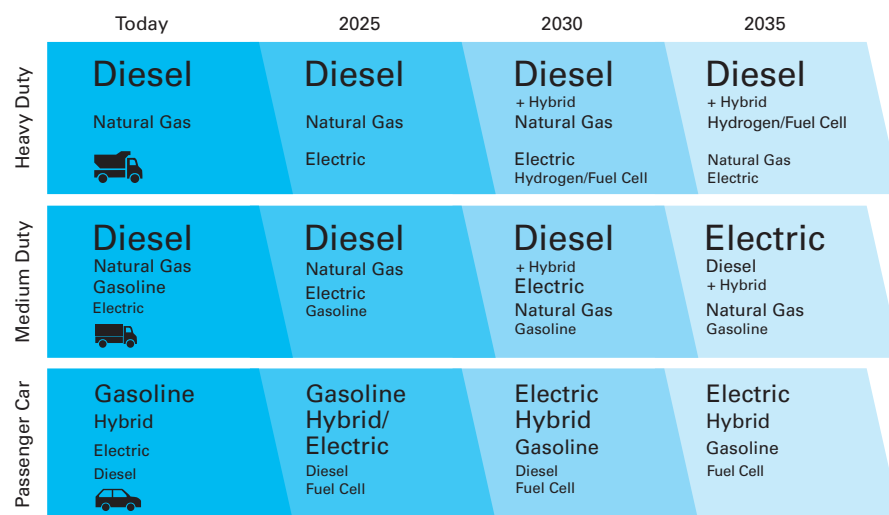 Today
2025
2030
2035
Heavy Duty
Diesel
Natural Gas
Diesel
Natural Gas
Electric
Diesel
+ Hybrid
Natural Gas
Electric
Hydrogen/Fuel Cell
Diesel
+ Hybrid
Hydrogen/Fuel Cell
Natural Gas
Electric
Medium Duty
Diesel
Natural Gas
Gasoline
Electric
Diesel
Natural Gas
Electric
Gasoline
Diesel
+ Hybrid
Electric
Natural Gas
Gasoline
Electric
Diesel
+ Hybrid
Natural Gas
Gasoline
Passenger Car
Gasoline
Hybrid
Electric
Diesel
Gasoline
Hybrid/
Electric
Diesel
Fuel Cell
Electric
Hybrid
Gasoline
Diesel
Fuel Cell
Electric
Hybrid
Gasoline
Fuel Cell